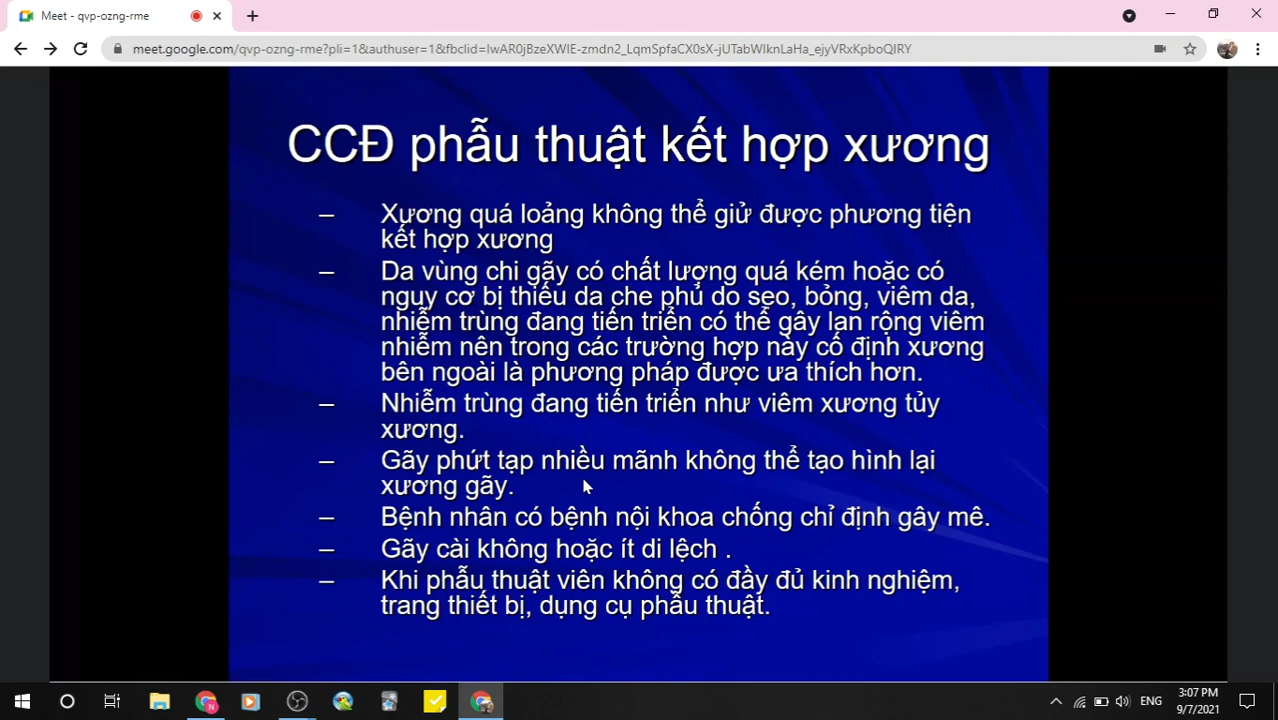 Meet - qvp-ozng-rme
meet.google.com/qvp-ozng-rme?pli=1&authuser=1&fbclid=IwAR0jBzeXWIE-zmdn2_LqmSpfaCX0sX-jUTabWIknLaHa_ejyVRxKpboQIRY
CCĐ phẫu thuật kết hợp xương
– Xương quá loảng không thể giử được phương tiện
kết hợp xương
– Da vùng chi gãy có chất lượng quá kém hoặc có
nguy cơ bị thiếu da che phủ do sẹo, bỏng, viêm da,
nhiễm trùng đang tiến triển có thể gây lan rộng viêm
nhiễm nên trong các trường hợp này cố định xương
bên ngoài là phương pháp được ưa thích hơn.
– Nhiễm trùng đang tiến triển như viêm xương tủy
xương.
– Gãy phứt tạp nhiều mãnh không thể tạo hình lại
xương gãy.
– Bệnh nhân có bệnh nội khoa chống chỉ định gây mê.
– Gãy cài không hoặc ít di lệch .
– Khi phẫu thuật viên không có đầy đủ kinh nghiệm,
trang thiết bị, dụng cụ phẫu thuật.
ENG
3:07 PM
9/7/2021